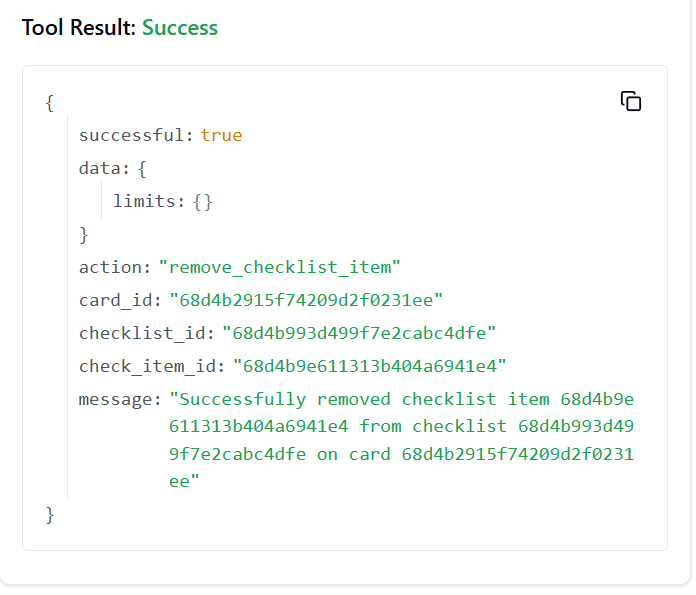 Tool Result: Success
{
successful: true
data: {
limits: {}
}
action: "remove_checklist_item"
card_id: "68d4b2915f74209d2f0231ee"
checklist_id: "68d4b993d499f7e2cabc4dfe"
check_item_id: "68d4b9e611313b404a6941e4"
message: "Successfully removed checklist item 68d4b9e
611313b404a6941e4 from checklist 68d4b993d49
9f7e2cabc4dfe on card 68d4b2915f74209d2f0231
ee"
}